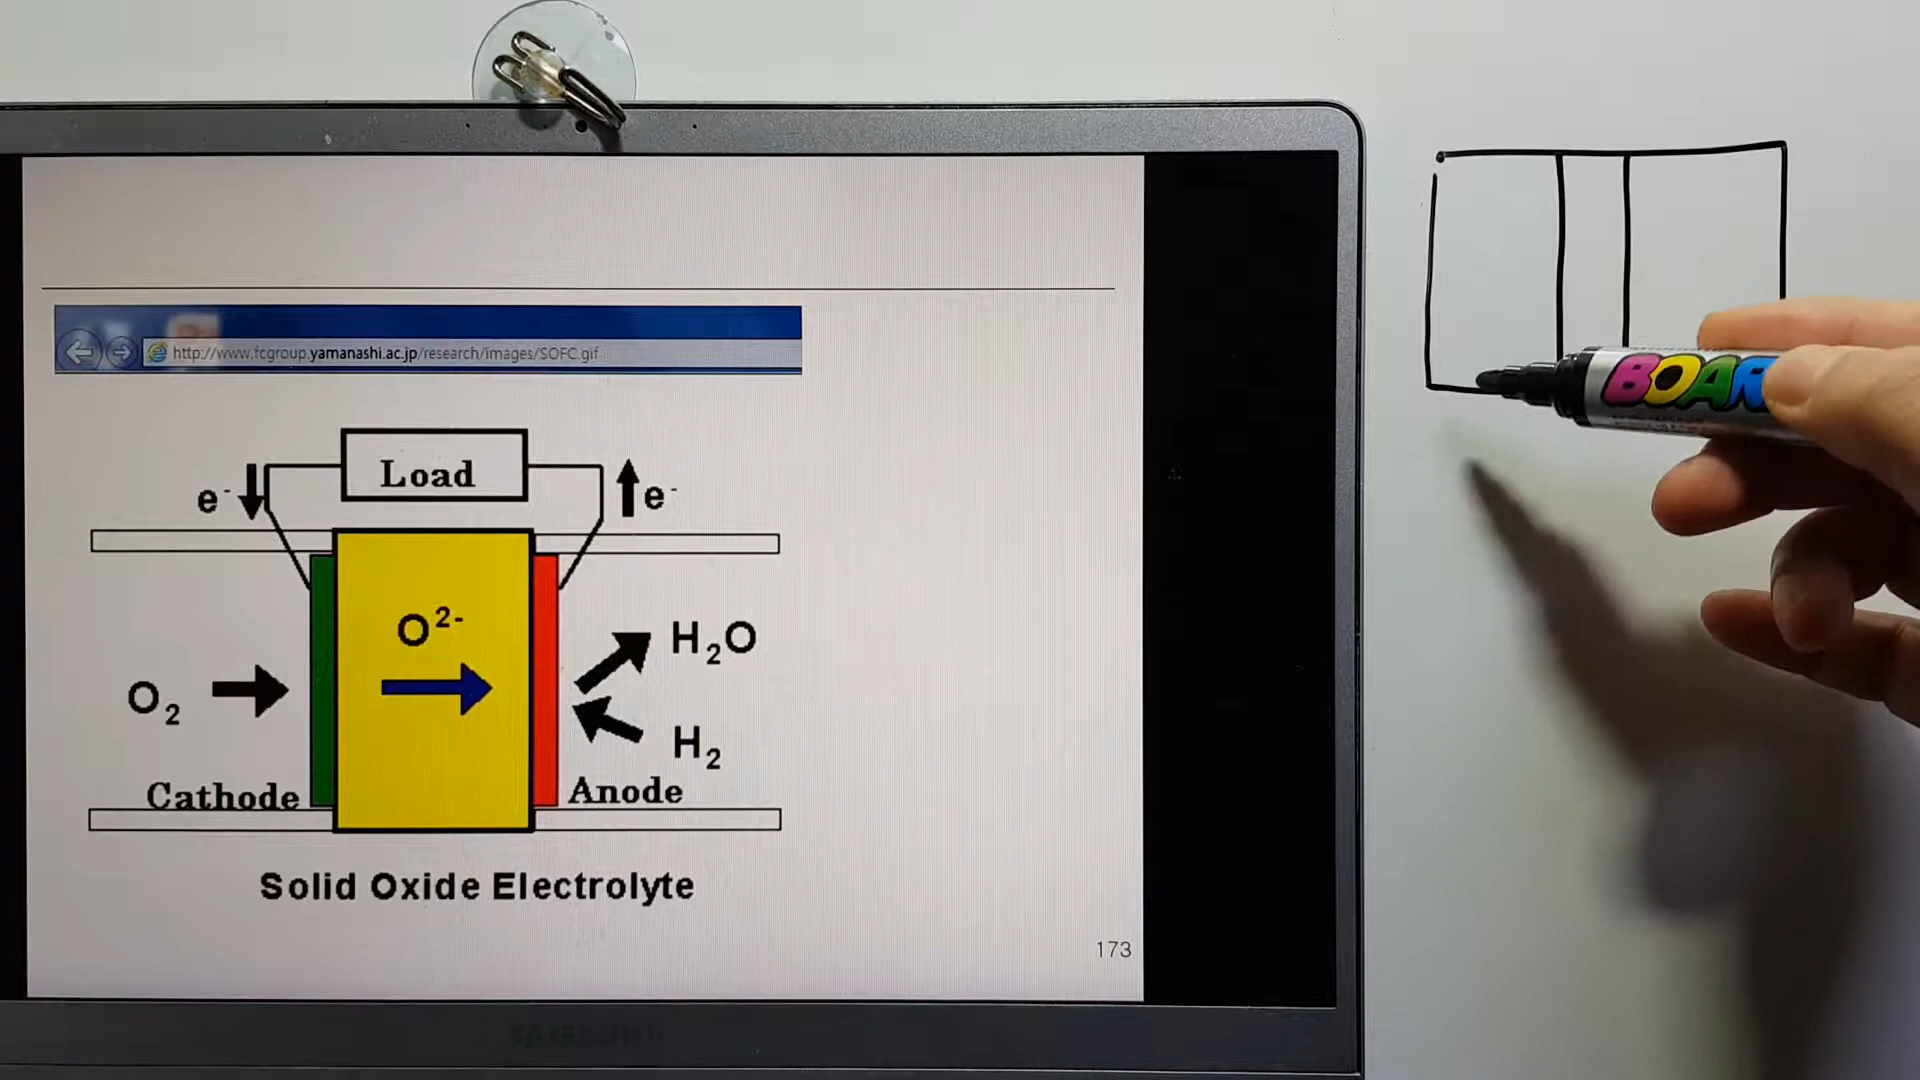 http://www.fcgroup.yamanashi.ac.jp/research/images/SOFC.gif
Load
e⁻
e⁻
O²⁻
O₂
H₂O
H₂
Cathode
Anode
Solid Oxide Electrolyte
173
BOAR